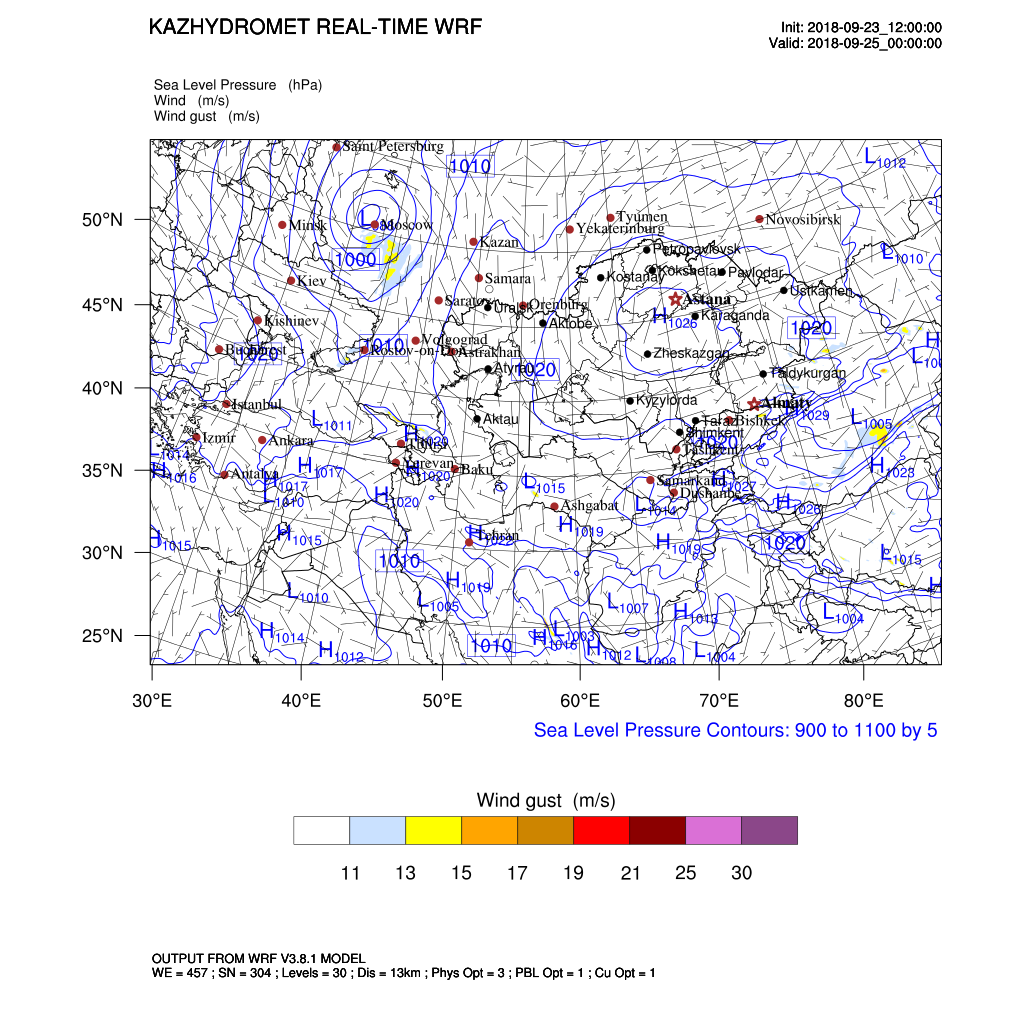 KAZHYDROMET REAL-TIME WRF
Init: 2018-09-23_12:00:00
Valid: 2018-09-25_00:00:00
Sea Level Pressure (hPa)
Wind (m/s)
Wind gust (m/s)
Saint Petersburg
1010
L1012
50°N
Minsk
Moscow
Tyumen
Novosibirsk
Yekaterinburg
Kazan
1000
Petropavlovsk
L1010
Kiev
Samara
Kostanay
Kokshetau
Pavlodar
Ustkamen
45°N
Saratov
Uralsk
Orenburg
Astana
H1025
Karaganda
Kishinev
Aktobe
1020
H
Volgograd
Bucharest
1020
1010
Astrakhan
Zheskazgan
Atyrau
1020
Taldykurgan
40°N
Istanbul
Kyzylorda
Almaty
H1029
L1011
Aktau
Taraz
Bishkek
L1005
Izmir
Ankara
H1020
Shimkent
1020
Tashkent
L1014
35°N
H1016
Antalya
H1017
H1017
Yerevan
H1020
Baku
H1023
L1010
H1020
L1015
Samarkand
H1027
Dushanbe
Ashgabat
L1014
H1026
30°N
H1015
H1015
Tehran
H1022
H1019
H1019
1020
L1015
1010
H1019
L1010
L1005
L1007
H1013
L1004
H
25°N
H1014
H1012
1010
H1016
L1003
H1012
L1008
L1004
30°E
40°E
50°E
60°E
70°E
80°E
Sea Level Pressure Contours: 900 to 1100 by 5
Wind gust (m/s)
11 13 15 17 19 21 25 30
OUTPUT FROM WRF V3.8.1 MODEL
WE = 457 ; SN = 304 ; Levels = 30 ; Dis = 13km ; Phys Opt = 3 ; PBL Opt = 1 ; Cu Opt = 1